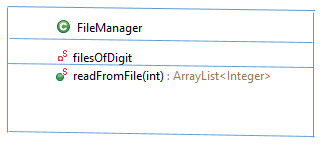 FileManager
filesOfDigit
readFromFile(int) : ArrayList<Integer>